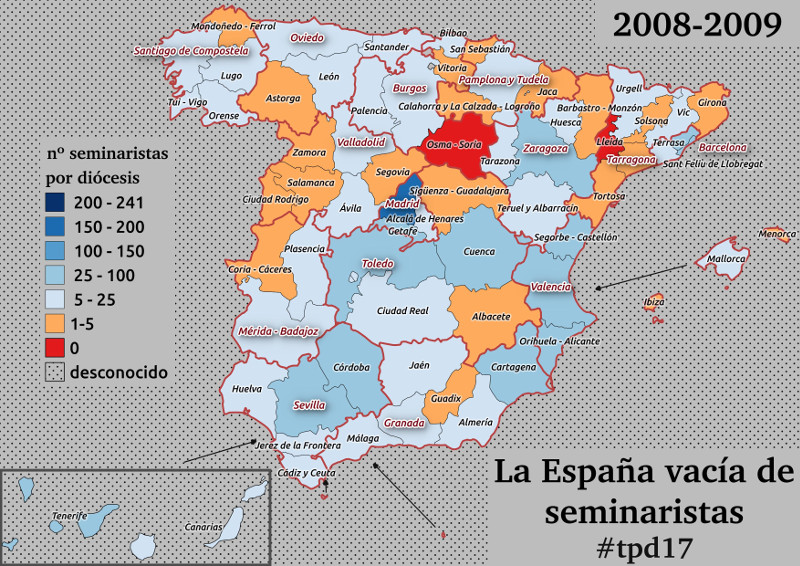 2008-2009
Mondoñedo - Ferrol
Oviedo
Bilbao
Santiago de Compostela
Santander
San Sebastián
Lugo
León
Vitoria
Pamplona y Tudela
Jaca
Urgell
Tui - Vigo
Astorga
Palencia
Burgos
Calahorra y La Calzada - Logroño
Barbastro - Monzón
Girona
Orense
Huesca
Solsona
Vic
Valladolid
Osma - Soria
Tarazona
Zaragoza
Lleida
Terrasa
Barcelona
Zamora
Tarragona
Sant Feliu de Llobregat
Segovia
Salamanca
Sigüenza - Guadalajara
Ciudad Rodrigo
Ávila
Madrid
Teruel y Albarracín
Tortosa
Alcalá de Henares
Getafe
Segorbe - Castellón
Menorca
Plasencia
Cuenca
Mallorca
Coria - Cáceres
Toledo
Valencia
Ibiza
Ciudad Real
Albacete
Mérida - Badajoz
Orihuela - Alicante
Córdoba
Jaén
Cartagena
Huelva
Sevilla
Guadix
Granada
Almería
Jerez de la Frontera
Málaga
Cádiz y Ceuta
Tenerife
Canarias
nº seminaristas
por diócesis
200 - 241
150 - 200
100 - 150
25 - 100
5 - 25
1-5
0
desconocido
La España vacía de
seminaristas
#tpd17